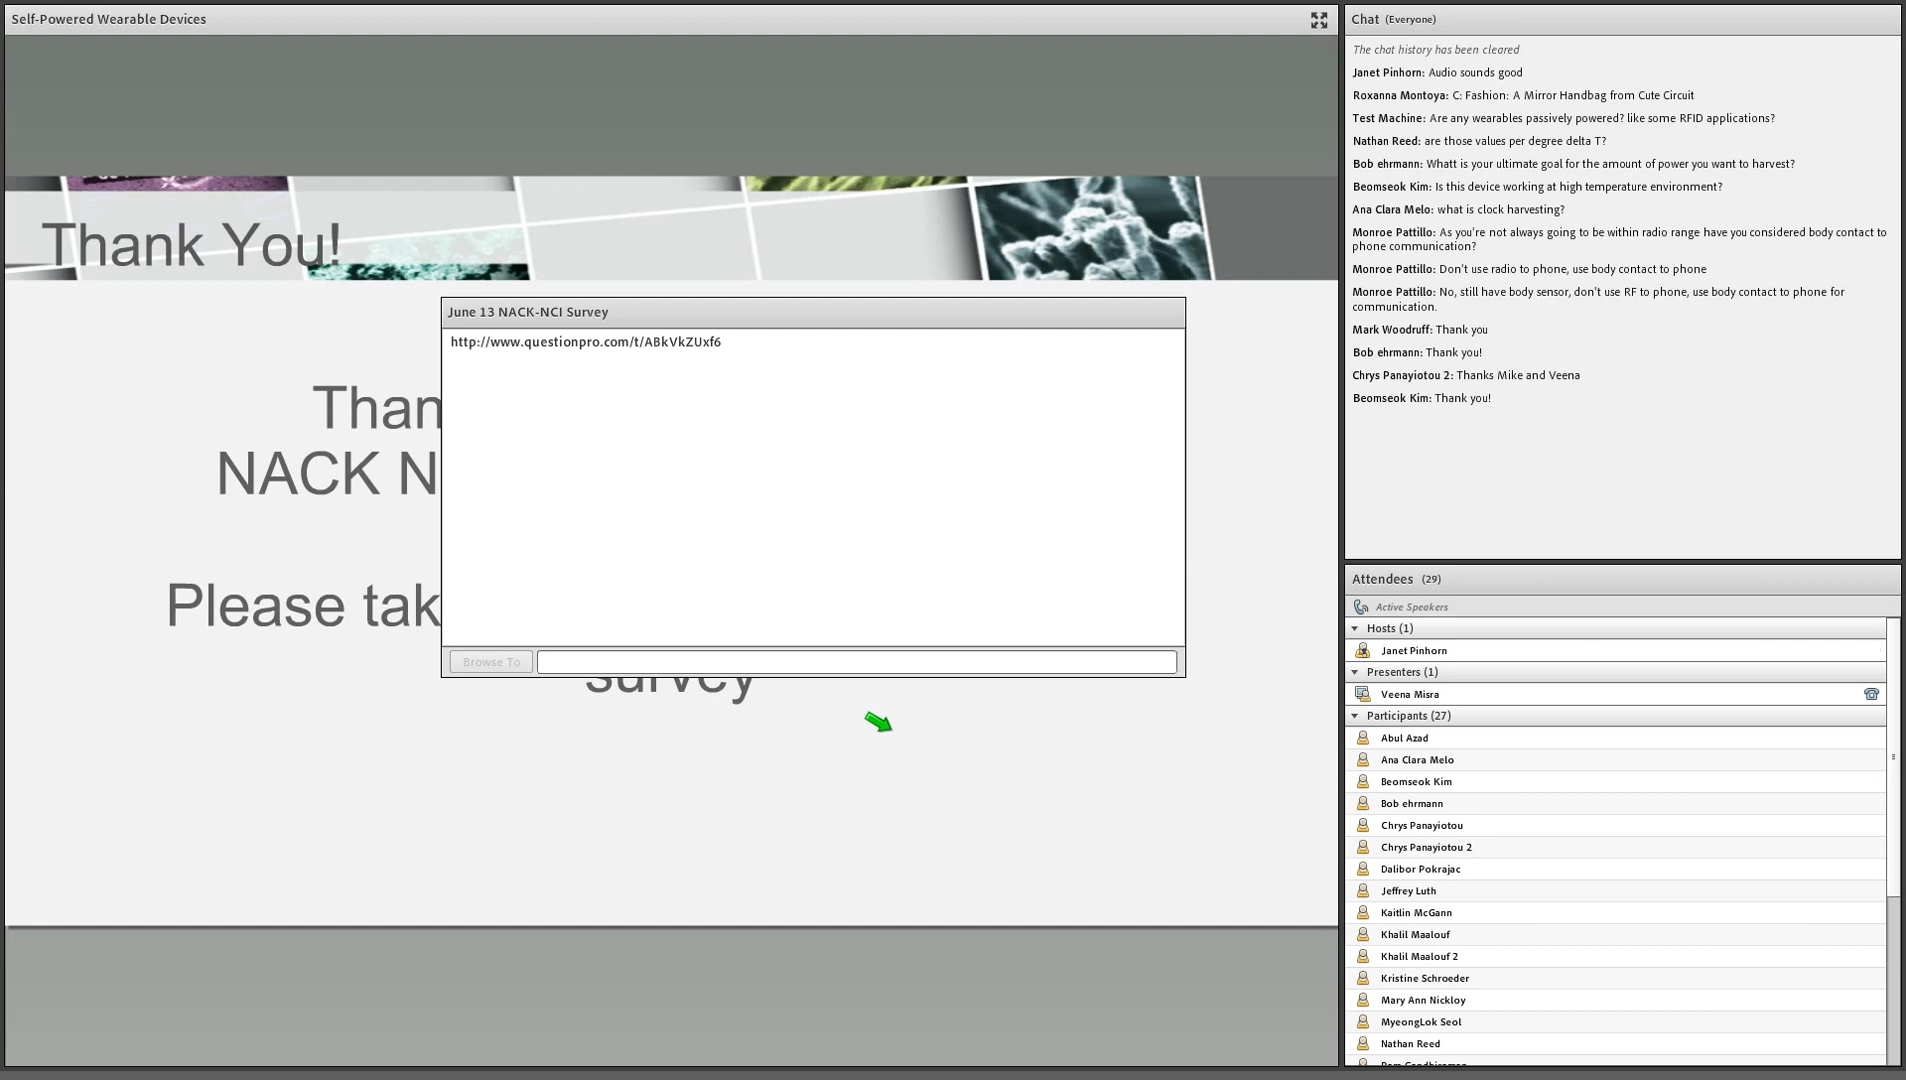 Self-Powered Wearable Devices
Thank You!
Than
NACK N
Please tak
survey
June 13 NACK-NCI Survey
http://www.questionpro.com/t/ABkVkZUxf6
Browse To
Chat (Everyone)
The chat history has been cleared
Janet Pinhorn: Audio sounds good
Roxanna Montoya: C: Fashion: A Mirror Handbag from Cute Circuit
Test Machine: Are any wearables passively powered? like some RFID applications?
Nathan Reed: are those values per degree delta T?
Bob ehrmann: Whatt is your ultimate goal for the amount of power you want to harvest?
Beomseok Kim: Is this device working at high temperature environment?
Ana Clara Melo: what is clock harvesting?
Monroe Pattillo: As you're not always going to be within radio range have you considered body contact to
phone communication?
Monroe Pattillo: Don't use radio to phone, use body contact to phone
Monroe Pattillo: No, still have body sensor, don't use RF to phone, use body contact to phone for
communication.
Mark Woodruff: Thank you
Bob ehrmann: Thank you!
Chrys Panayiotou 2: Thanks Mike and Veena
Beomseok Kim: Thank you!
Attendees (29)
Active Speakers
Hosts (1)
Janet Pinhorn
Presenters (1)
Veena Misra
Participants (27)
Abul Azad
Ana Clara Melo
Beomseok Kim
Bob ehrmann
Chrys Panayiotou
Chrys Panayiotou 2
Dalibor Pokrajac
Jeffrey Luth
Kaitlin McGann
Khalil Maalouf
Khalil Maalouf 2
Kristine Schroeder
Mary Ann Nickloy
MyeongLok Seol
Nathan Reed